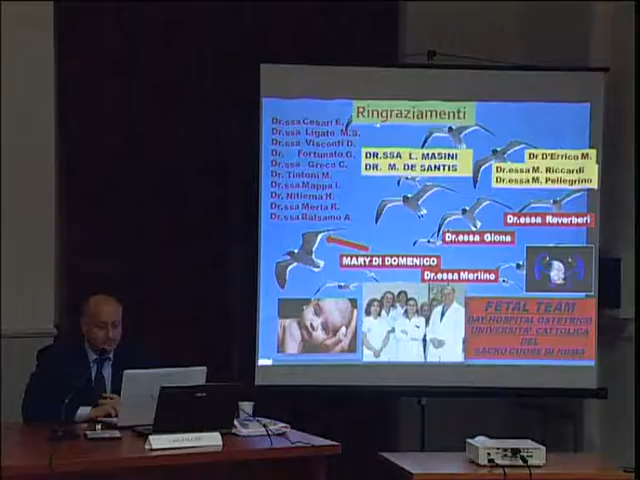 Ringraziamenti
Dr.ssa Cesari E.
Dr.ssa Ligato M.S.
Dr.ssa Visconti D.
Dr. Fortunato G.
Dr.ssa Greco C.
Dr. Tintoni M.
Dr.ssa Mappa I.
Dr. Nitiema H.
Dr.ssa Meria R.
Dr.ssa Balsamo A.
DR.SSA L. MASINI
DR. M. DE SANTIS
Dr D'Errico M.
Dr.essa M. Riccardi
Dr.essa M. Pellegrino
Dr.essa Reverberi
Dr.essa Giona
MARY DI DOMENICO
Dr.essa Merlino
FETAL TEAM
DAY-HOSPITAL OSTETRICO
UNIVERSITA' CATTOLICA
DEL
SACRO CUORE DI ROMA